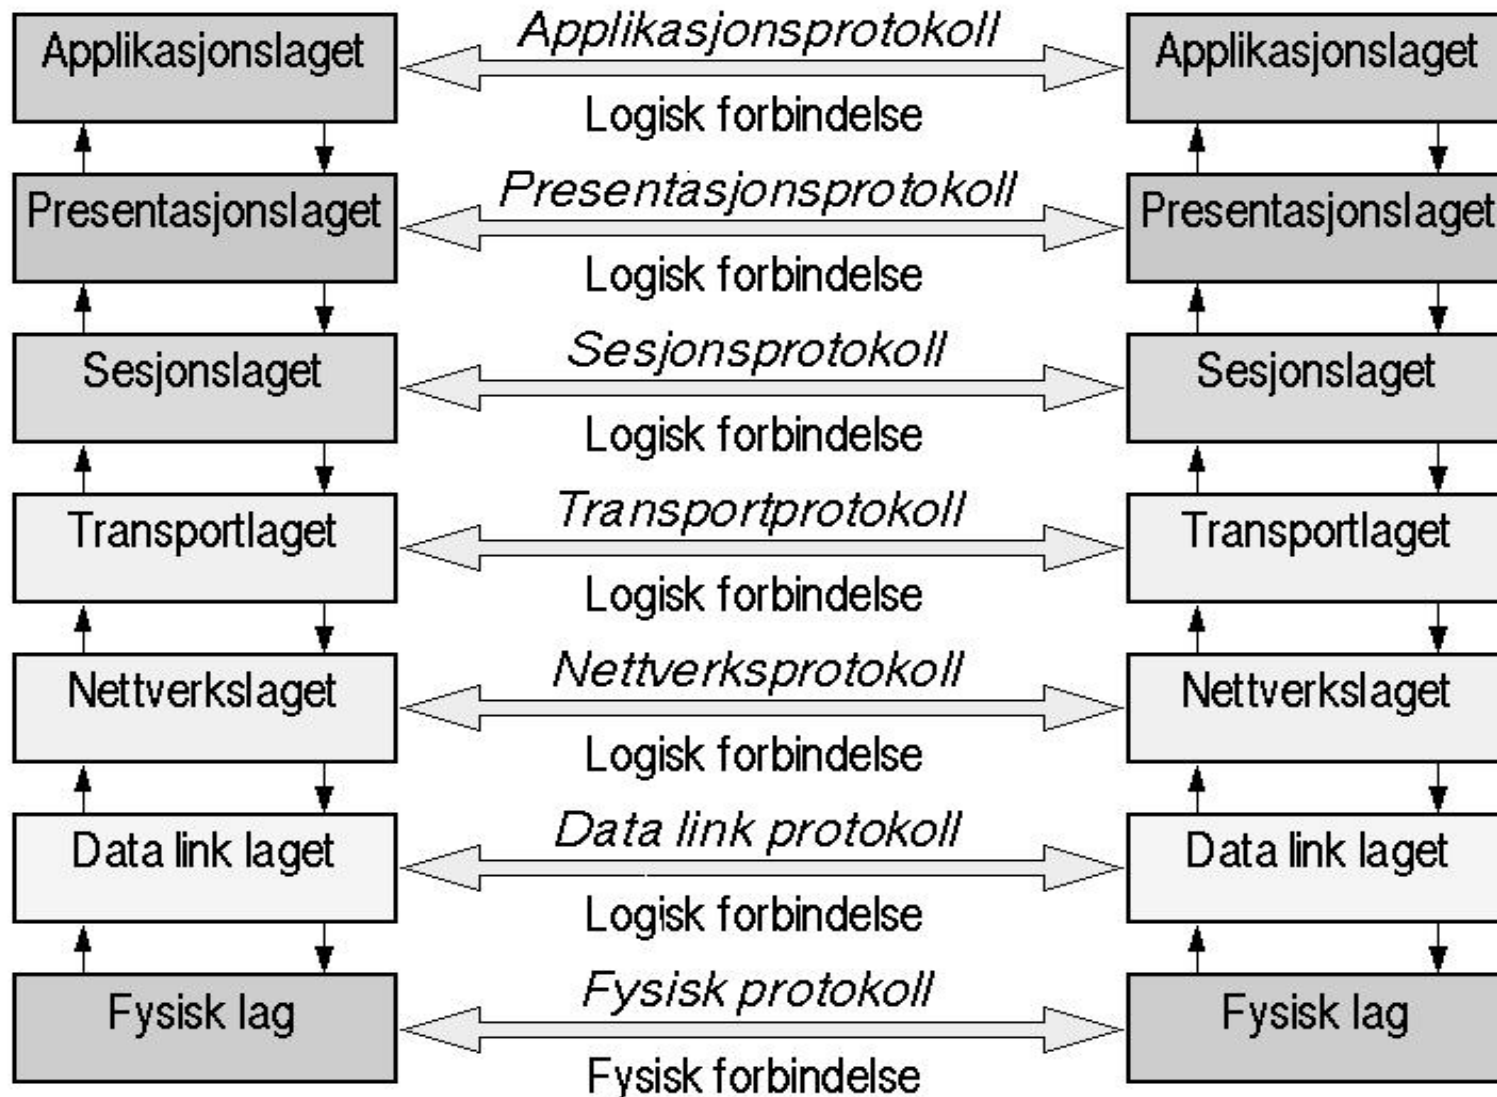 Applikasjonslaget
Applikasjonsprotokoll
Applikasjonslaget
Logisk forbindelse
Presentasjonslaget
Presentasjonsprotokoll
Presentasjonslaget
Logisk forbindelse
Sesjonslaget
Sesjonsprotokoll
Sesjonslaget
Logisk forbindelse
Transportlaget
Transportprotokoll
Transportlaget
Logisk forbindelse
Nettverkslaget
Nettverksprotokoll
Nettverkslaget
Logisk forbindelse
Data link laget
Data link protokoll
Data link laget
Logisk forbindelse
Fysisk lag
Fysisk protokoll
Fysisk lag
Fysisk forbindelse